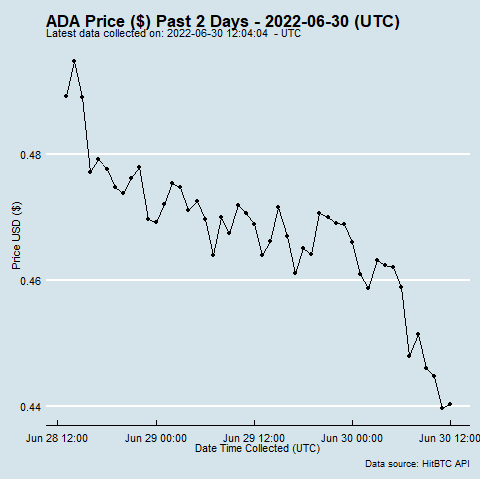 ADA Price ($) Past 2 Days - 2022-06-30 (UTC)
Latest data collected on: 2022-06-30 12:04:04 - UTC
0.48
0.46
0.44
Price USD ($)
Jun 28 12:00 Jun 29 00:00 Jun 29 12:00 Jun 30 00:00 Jun 30 12:00
Date Time Collected (UTC)
Data source: HitBTC API